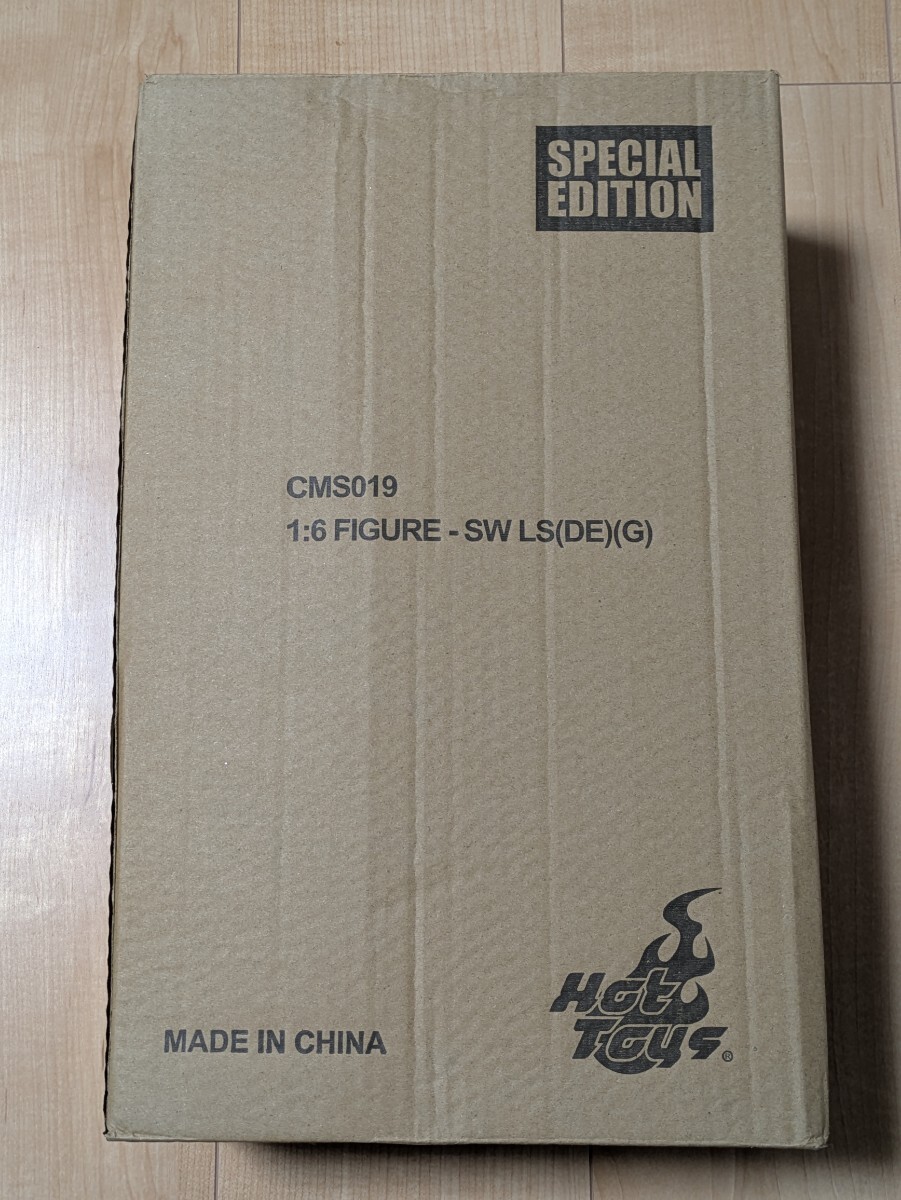 SPECIAL
EDITION
CMS019
1:6 FIGURE - SW LS(DE)(G)
MADE IN CHINA
Hot
Toys®